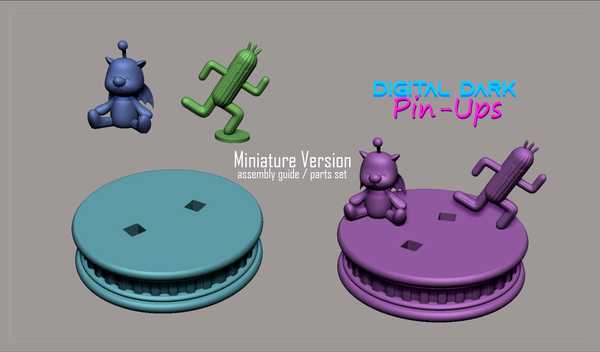 DIGITAL DARK
Pin-Ups
Miniature Version
assembly guide / parts set